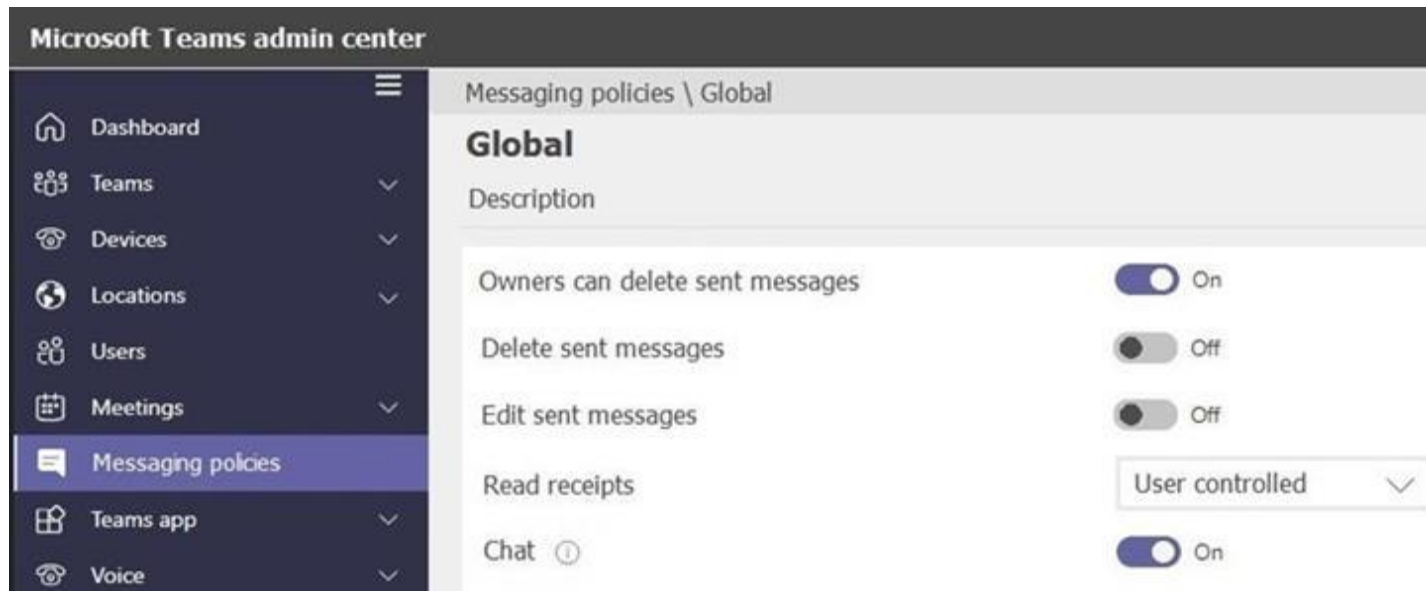 Microsoft Teams admin center
Dashboard
Teams
Devices
Locations
Users
Meetings
Messaging policies
Teams app
Voice
Messaging policies \ Global
Global
Description
Owners can delete sent messages On
Delete sent messages Off
Edit sent messages Off
Read receipts User controlled
Chat On